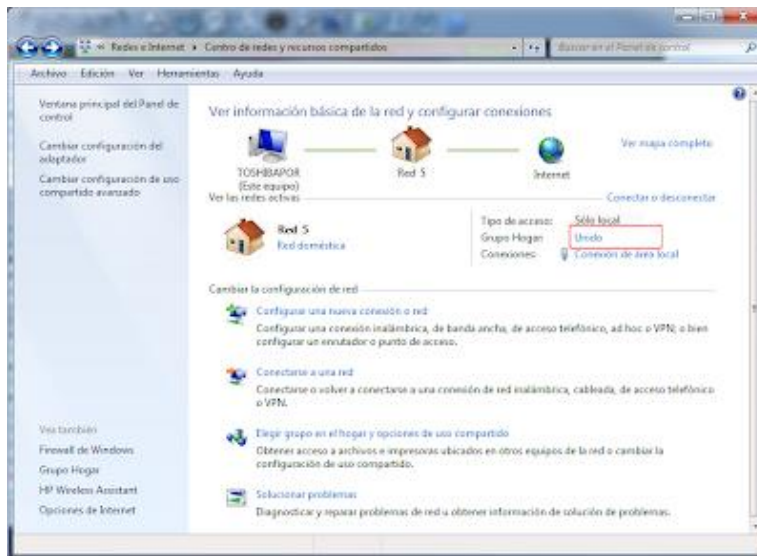 Redes e Internet ▸ Centro de redes y recursos compartidos
Buscar en el Panel de control
Archivo Edición Ver Herramientas Ayuda
Ventana principal del Panel de control
Cambiar configuración del adaptador
Cambiar configuración de uso compartido avanzado
Ver información básica de la red y configurar conexiones
Ver mapa completo
TOSHIBAPOR
(Este equipo)
Red 5
Internet
Ver las redes activas
Conectar o desconectar
Red 5
Red doméstica
Tipo de acceso: Sólo local
Grupo Hogar: Unido
Conexiones: Conexión de área local
Cambiar la configuración de red
Configurar una nueva conexión o red
Configurar una conexión inalámbrica, de banda ancha, de acceso telefónico, ad hoc o VPN; o bien
configurar un enrutador o punto de acceso.
Conectarse a una red
Conectarse o volver a conectarse a una conexión de red inalámbrica, cableada, de acceso telefónico
o VPN.
Elegir grupo en el hogar y opciones de uso compartido
Obtener acceso a archivos e impresoras ubicados en otros equipos de la red o cambiar la
configuración de uso compartido.
Solucionar problemas
Diagnosticar y reparar problemas de red u obtener información de solución de problemas.
Vea también
Firewall de Windows
Grupo Hogar
HP Wireless Assistant
Opciones de Internet